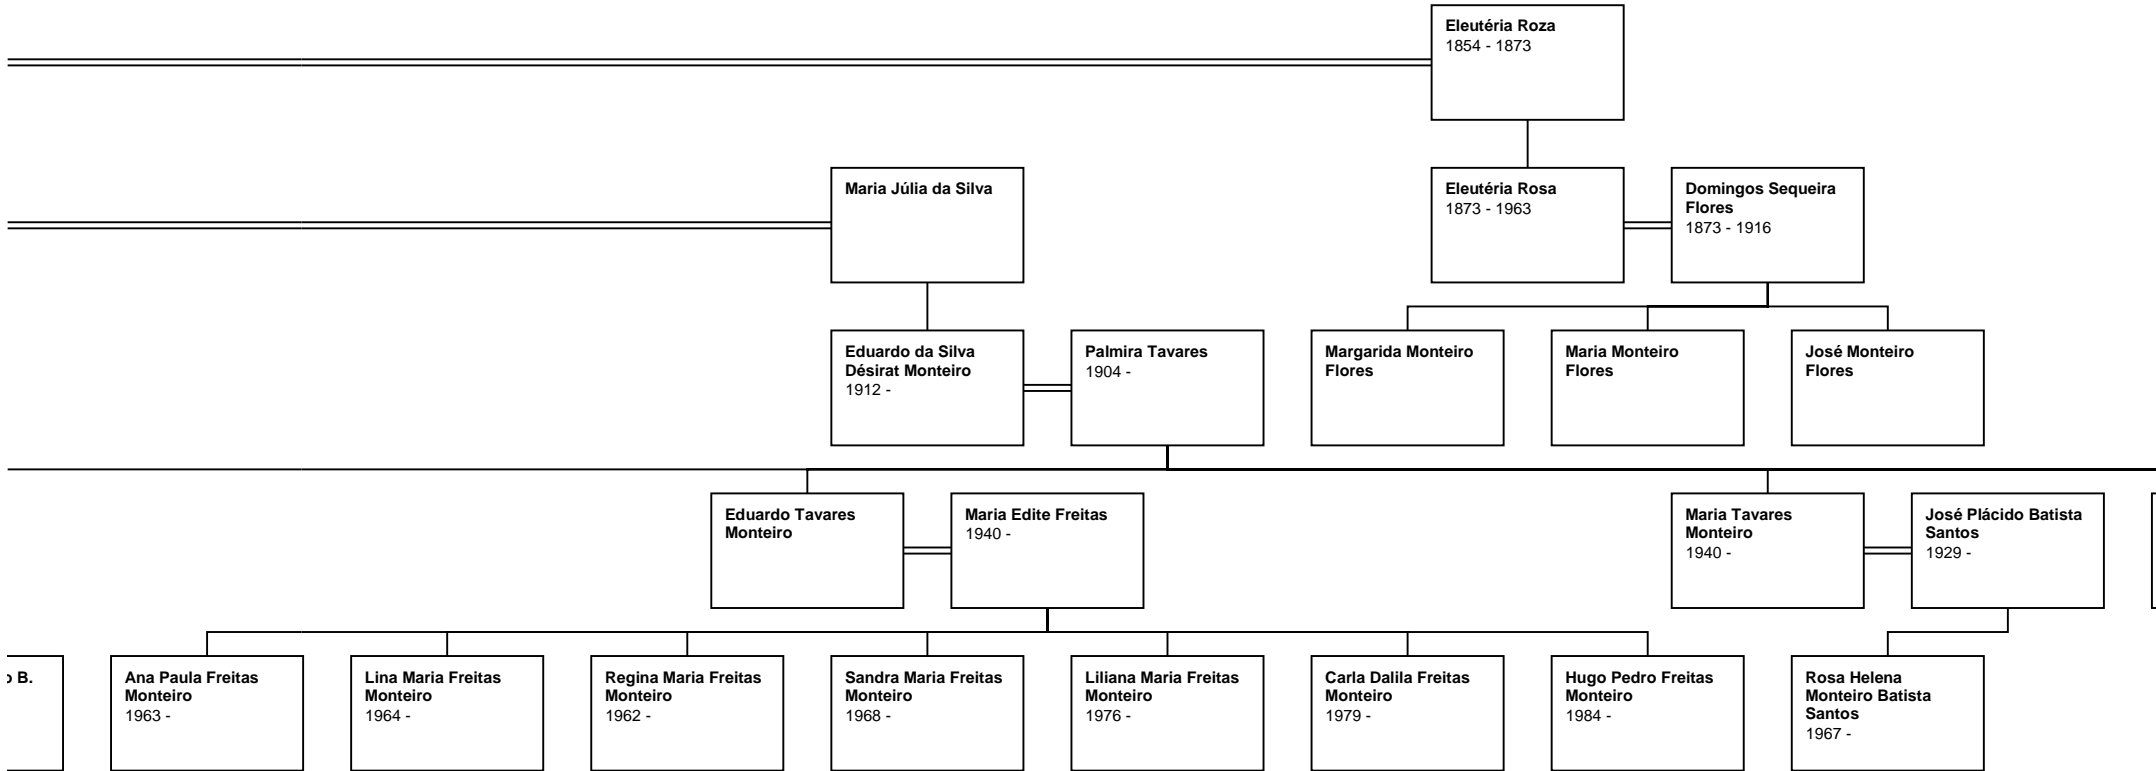 Eleutéria Roza
1854 - 1873
Maria Júlia da Silva
Eleutéria Rosa
1873 - 1963
Domingos Sequeira
Flores
1873 - 1916
Eduardo da Silva
Désirat Monteiro
1912 -
Palmira Tavares
1904 -
Margarida Monteiro
Flores
Maria Monteiro
Flores
José Monteiro
Flores
Eduardo Tavares
Monteiro
Maria Edite Freitas
1940 -
Maria Tavares
Monteiro
1940 -
José Plácido Batista
Santos
1929 -
B.
Ana Paula Freitas
Monteiro
1963 -
Lina Maria Freitas
Monteiro
1964 -
Regina Maria Freitas
Monteiro
1962 -
Sandra Maria Freitas
Monteiro
1968 -
Liliana Maria Freitas
Monteiro
1976 -
Carla Dalila Freitas
Monteiro
1979 -
Hugo Pedro Freitas
Monteiro
1984 -
Rosa Helena
Monteiro Batista
Santos
1967 -